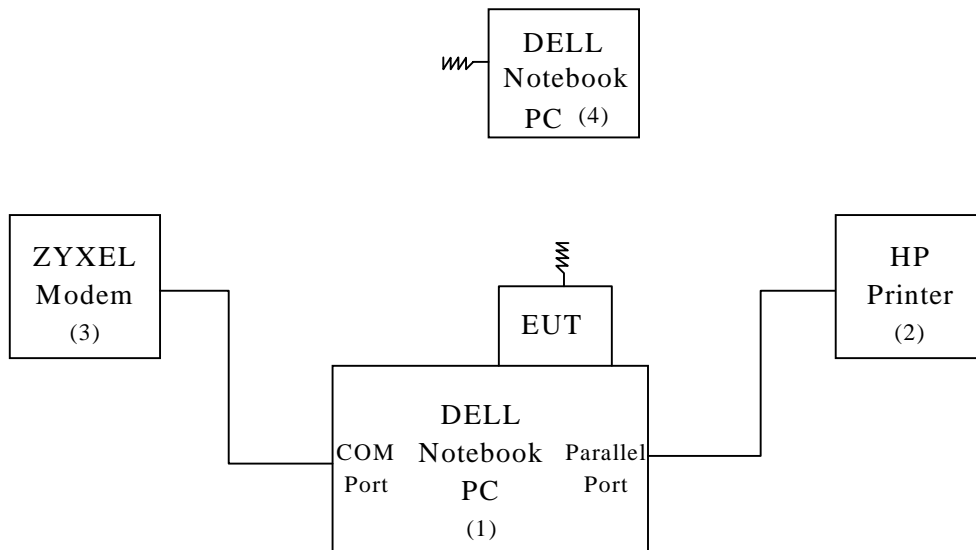 DELL
Notebook
PC (4)
ZYXEL
Modem
(3)
HP
Printer
(2)
EUT
DELL
Notebook
PC
(1)
COM
Port
Parallel
Port